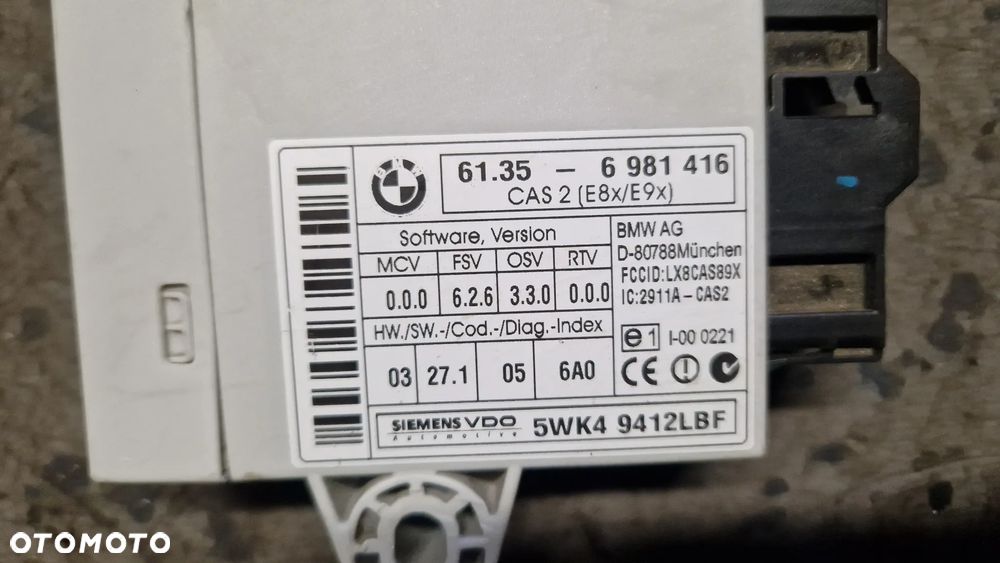 BMW
61.35 - 6 981 416
CAS 2 (E8x/E9x)
Software, Version
MCV FSV OSV RTV
0.0.0 6.2.6 3.3.0 0.0.0
HW./SW.-/Cod.-/Diag.-Index
03 27.1 05 6A0
BMW AG
D-80788München
FCCID:LX8CAS89X
IC:2911A-CAS2
e1 I-00 0221
CE
SIEMENS VDO
Automotive
5WK4 9412LBF
OTOMOTO